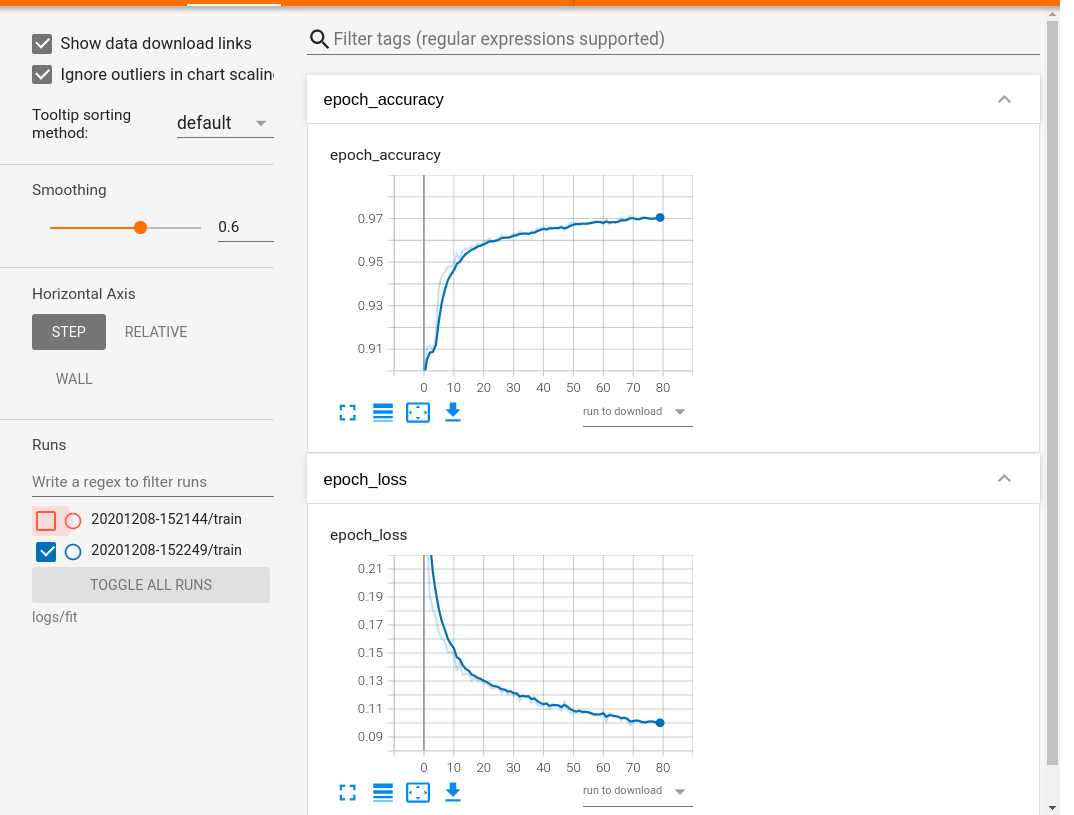 Show data download links
Ignore outliers in chart scalin
Tooltip sorting
method:
default
Smoothing
0.6
Horizontal Axis
STEP
RELATIVE
WALL
Runs
Write a regex to filter runs
20201208-152144/train
20201208-152249/train
TOGGLE ALL RUNS
logs/fit
Filter tags (regular expressions supported)
epoch_accuracy
epoch_accuracy
0.97
0.95
0.93
0.91
0 10 20 30 40 50 60 70 80
run to download
epoch_loss
epoch_loss
0.21
0.19
0.17
0.15
0.13
0.11
0.09
0 10 20 30 40 50 60 70 80
run to download